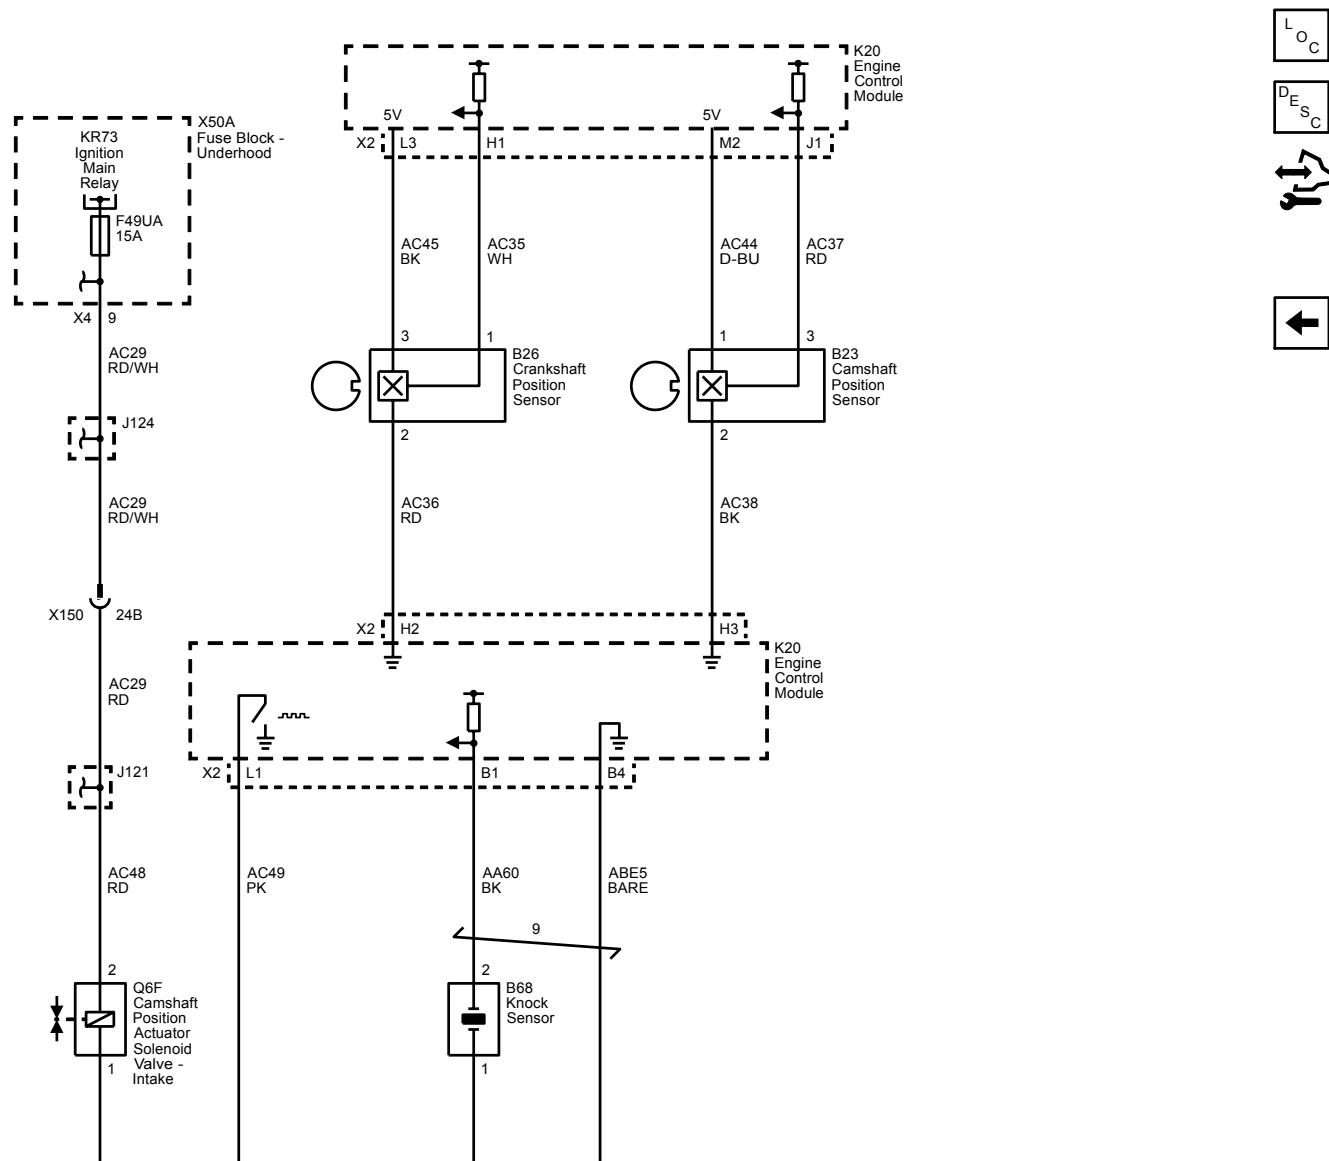 L
O
C
D
E
S
C
K20
Engine
Control
Module
5V
5V
X2 L3 H1 M2 J1
X50A
Fuse Block -
Underhood
KR73
Ignition
Main
Relay
F49UA
15A
X4 9
AC29
RD/WH
J124
AC29
RD/WH
X150 24B
AC29
RD
J121
AC48
RD
2
Q6F
Camshaft
Position
Actuator
Solenoid
Valve -
Intake
1
AC45
BK
AC35
WH
AC44
D-BU
AC37
RD
3 1
B26
Crankshaft
Position
Sensor
2
1 3
B23
Camshaft
Position
Sensor
2
AC36
RD
AC38
BK
X2 H2 H3
K20
Engine
Control
Module
X2 L1 B1 B4
AC49
PK
AA60
BK
ABE5
BARE
9
2
B68
Knock
Sensor
1